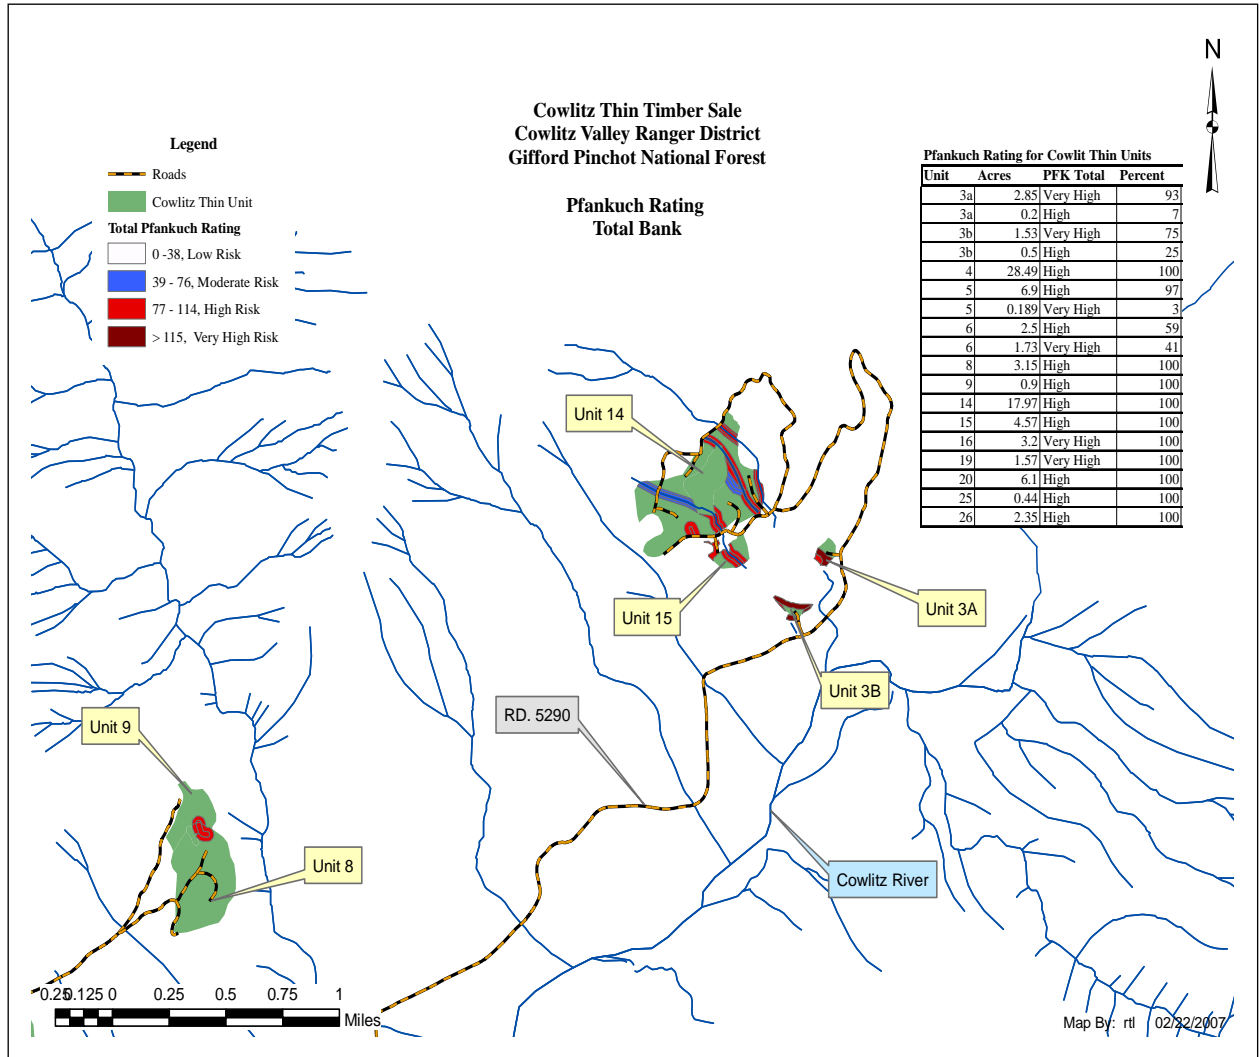 N
Cowlitz Thin Timber Sale
Cowlitz Valley Ranger District
Gifford Pinchot National Forest
Pfankuch Rating
Total Bank
Legend
Roads
Cowlitz Thin Unit
Total Pfankuch Rating
0 -38, Low Risk
39 - 76, Moderate Risk
77 - 114, High Risk
> 115, Very High Risk
Pfankuch Rating for Cowlit Thin Units
Unit Acres PFK Total Percent
3a 2.85 Very High 93
3a 0.2 High 7
3b 1.53 Very High 75
3b 0.5 High 25
4 28.49 High 100
5 6.9 High 97
5 0.189 Very High 3
6 2.5 High 59
6 1.73 Very High 41
8 3.15 High 100
9 0.9 High 100
14 17.97 High 100
15 4.57 High 100
16 3.2 Very High 100
19 1.57 Very High 100
20 6.1 High 100
25 0.44 High 100
26 2.35 High 100
Unit 14
Unit 15
Unit 3A
Unit 3B
RD. 5290
Unit 9
Unit 8
Cowlitz River
0.25 0.125 0 0.25 0.5 0.75 1
Miles
Map By: rtl 02/22/2007